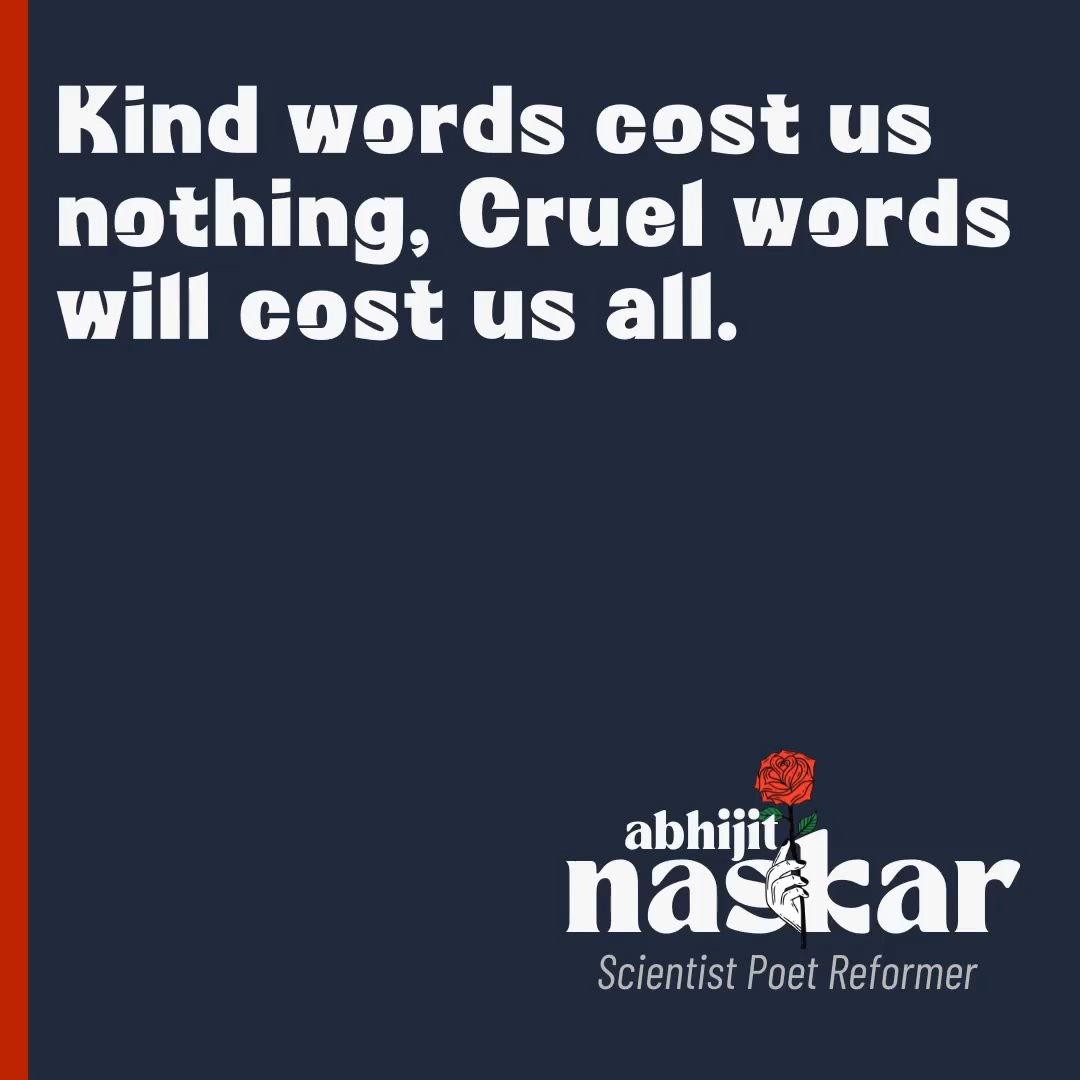 Kind words cost us
nothing, Cruel words
will cost us all.
abhijit
naskar
Scientist Poet Reformer